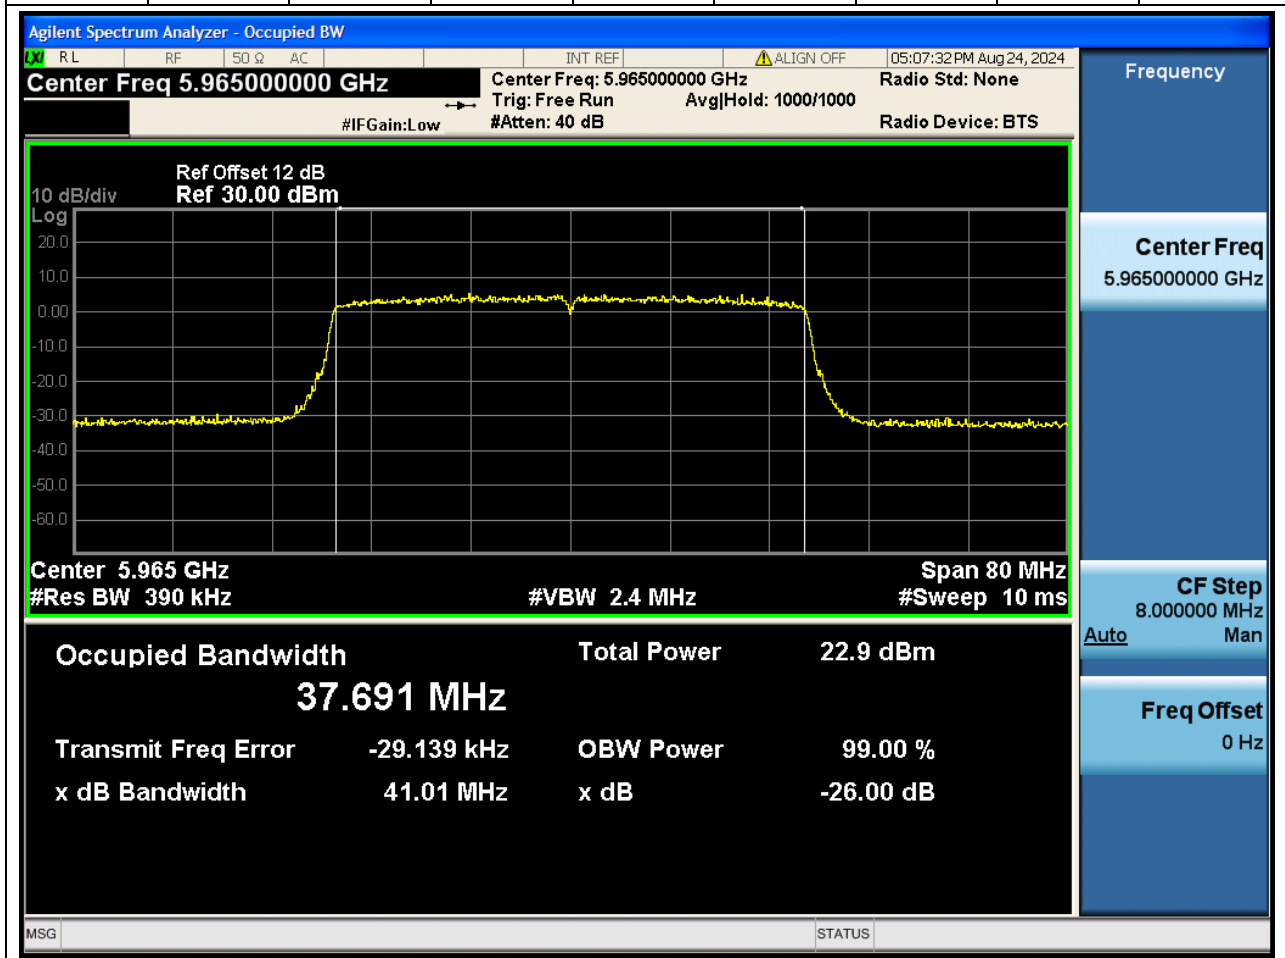 Agilent Spectrum Analyzer - Occupied BW
LXI RL RF 50 Ω AC INT REF ALIGN OFF 05:07:32 PM Aug 24, 2024
Center Freq 5.965000000 GHz
Center Freq: 5.965000000 GHz
Radio Std: None
Trig: Free Run
Avg|Hold: 1000/1000
#IFGain:Low
#Atten: 40 dB
Radio Device: BTS
Ref Offset 12 dB
10 dB/div
Ref 30.00 dBm
Log
20.0
10.0
0.00
-10.0
-20.0
-30.0
-40.0
-50.0
-60.0
Center 5.965 GHz
Span 80 MHz
#Res BW 390 kHz
#VBW 2.4 MHz
#Sweep 10 ms
Occupied Bandwidth
Total Power 22.9 dBm
37.691 MHz
Transmit Freq Error -29.139 kHz
OBW Power 99.00 %
x dB Bandwidth 41.01 MHz
x dB -26.00 dB
Frequency
Center Freq
5.965000000 GHz
CF Step
8.000000 MHz
Auto Man
Freq Offset
0 Hz
MSG
STATUS